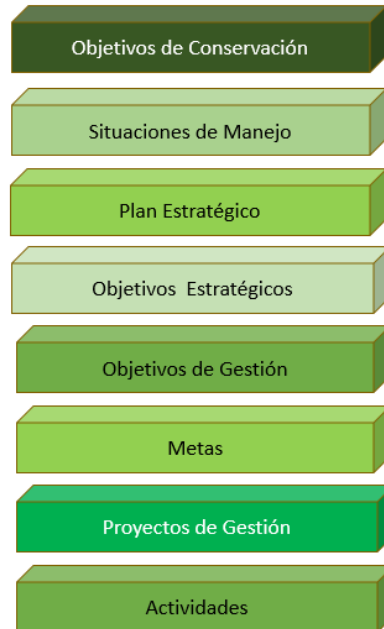 Objetivos de Conservación
Situaciones de Manejo
Plan Estratégico
Objetivos Estratégicos
Objetivos de Gestión
Metas
Proyectos de Gestión
Actividades